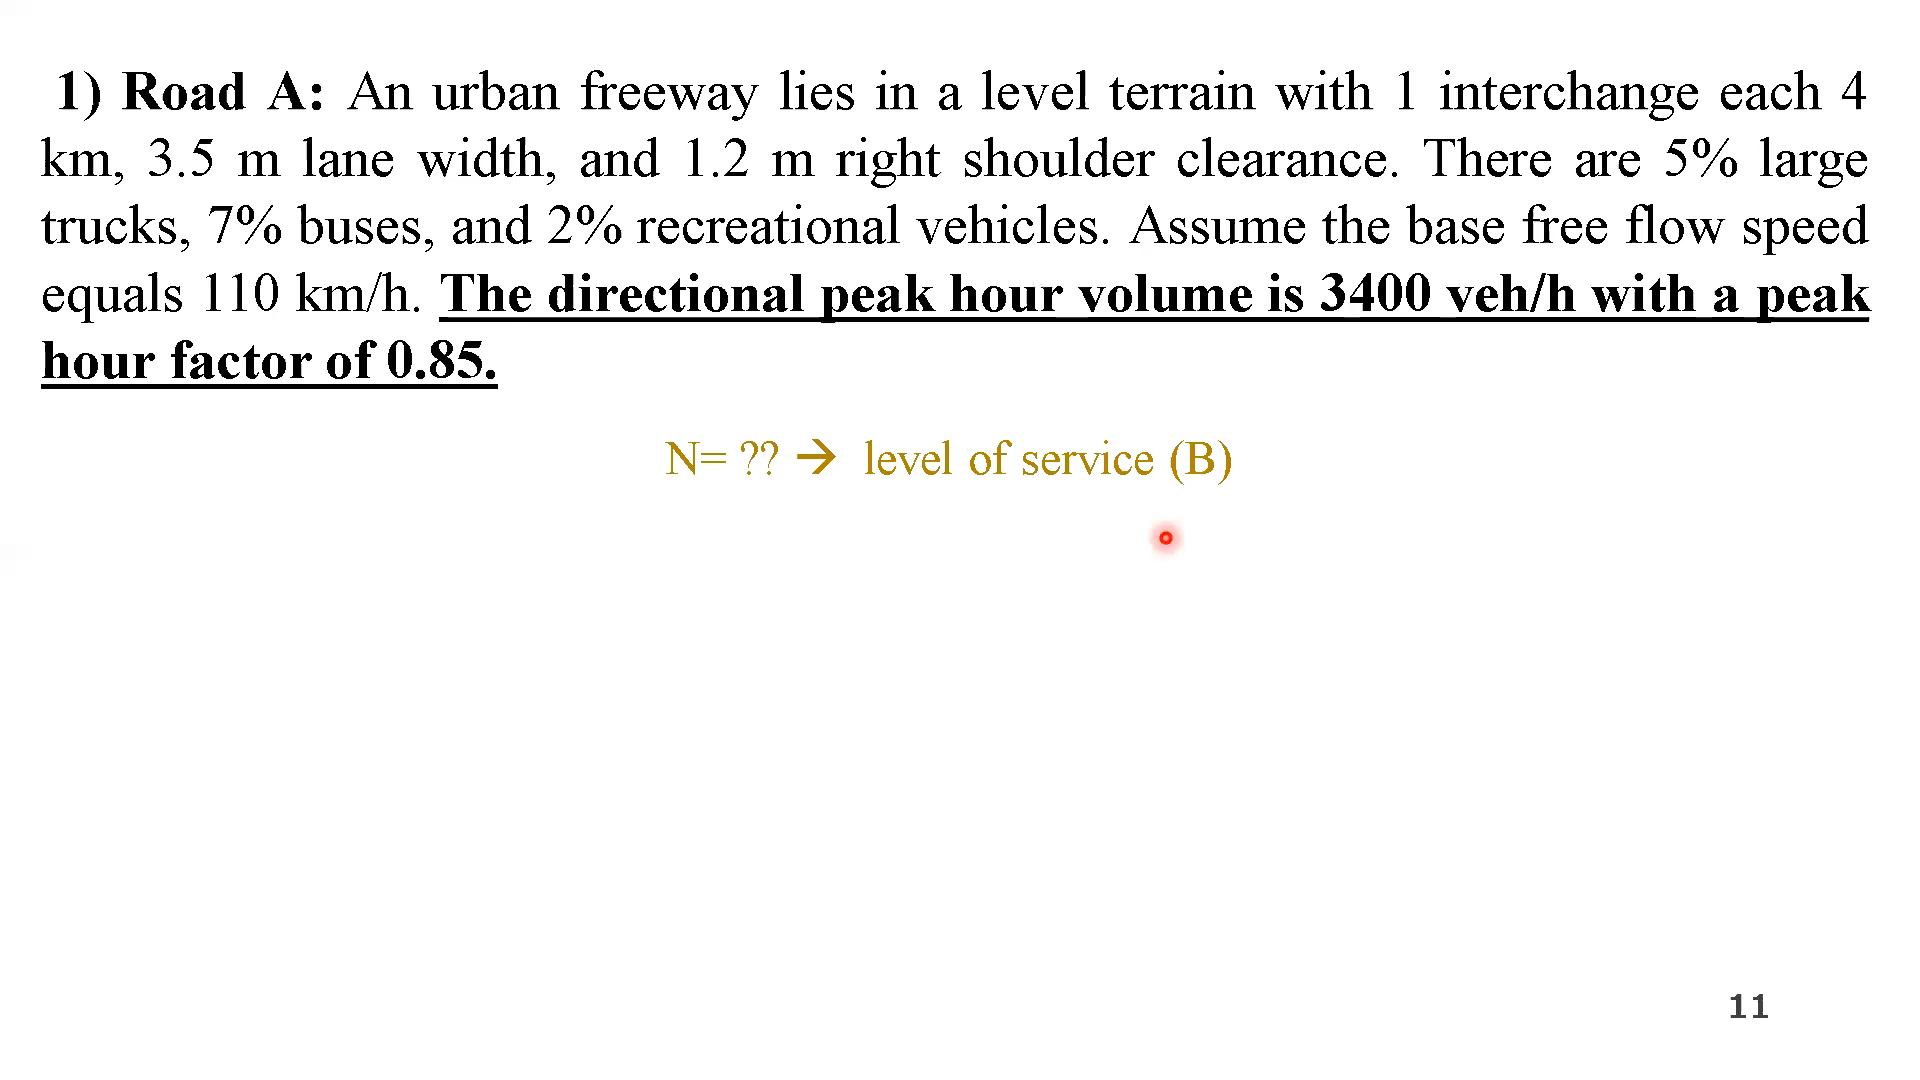 1) Road A: An urban freeway lies in a level terrain with 1 interchange each 4
km, 3.5 m lane width, and 1.2 m right shoulder clearance. There are 5% large
trucks, 7% buses, and 2% recreational vehicles. Assume the base free flow speed
equals 110 km/h. The directional peak hour volume is 3400 veh/h with a peak
hour factor of 0.85.
N= ?? → level of service (B)
11